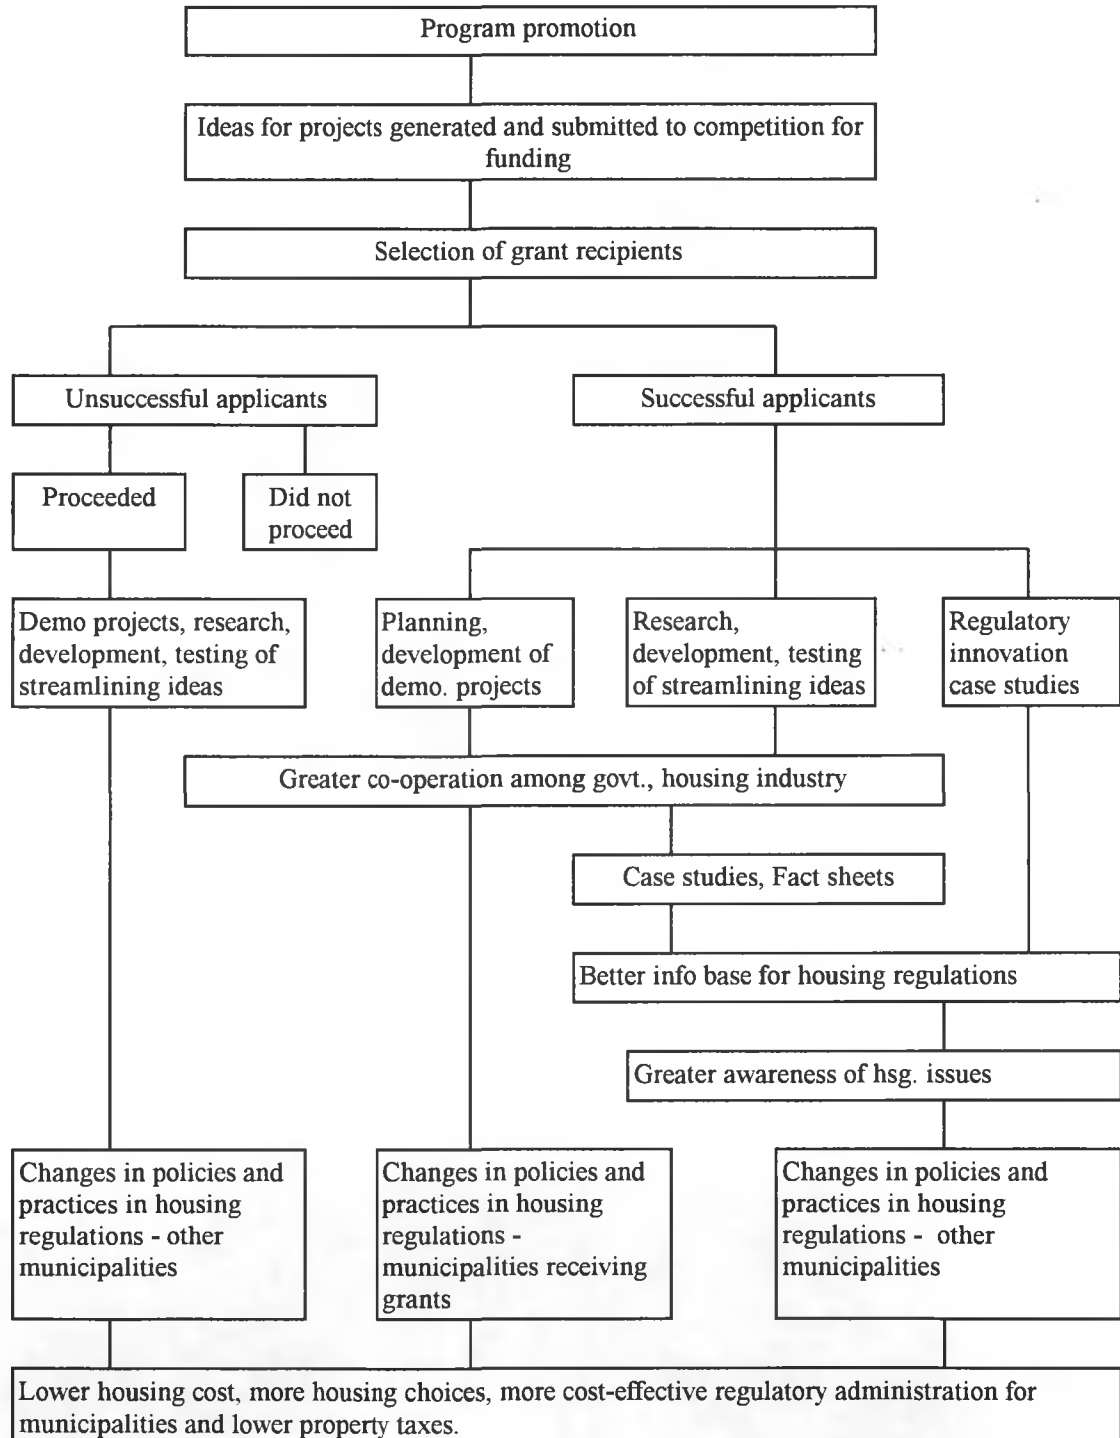 Program promotion
Ideas for projects generated and submitted to competition for
funding
Selection of grant recipients
Unsuccessful applicants
Successful applicants
Proceeded
Did not
proceed
Demo projects, research,
development, testing of
streamlining ideas
Planning,
development of
demo. projects
Research,
development, testing
of streamlining ideas
Regulatory
innovation
case studies
Greater co-operation among govt., housing industry
Case studies, Fact sheets
Better info base for housing regulations
Greater awareness of hsg. issues
Changes in policies and
practices in housing
regulations - other
municipalities
Changes in policies and
practices in housing
regulations -
municipalities receiving
grants
Changes in policies and
practices in housing
regulations -  other
municipalities
Lower housing cost, more housing choices, more cost-effective regulatory administration for
municipalities and lower property taxes.